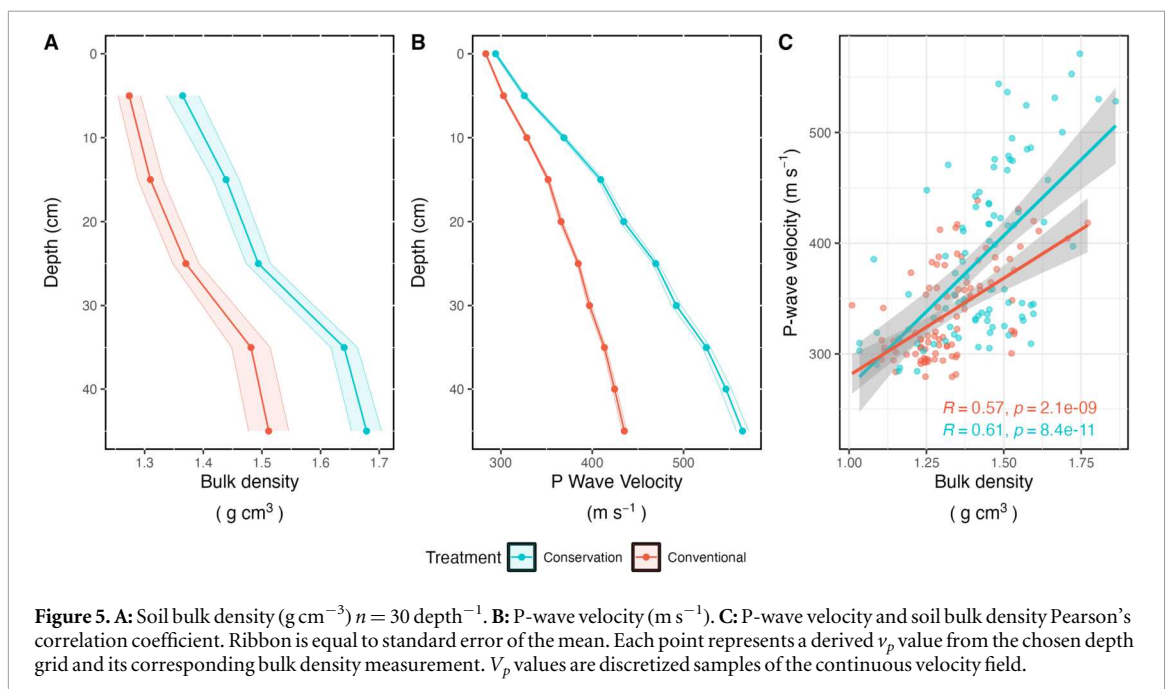 A
B
C
0
10
20
30
40
Depth (cm)
1.3 1.4 1.5 1.6 1.7
Bulk density
( g cm³ )
0
10
20
30
40
Depth (cm)
300 400 500
P Wave Velocity
(m s⁻¹)
500
400
300
P-wave velocity (m s⁻¹)
R = 0.57, p = 2.1e-09
R = 0.61, p = 8.4e-11
1.00 1.25 1.50 1.75
Bulk density
( g cm³ )
Treatment Conservation Conventional
Figure 5. A: Soil bulk density (g cm⁻³) n = 30 depth⁻¹. B: P-wave velocity (m s⁻¹). C: P-wave velocity and soil bulk density Pearson's
correlation coefficient. Ribbon is equal to standard error of the mean. Each point represents a derived vₚ value from the chosen depth
grid and its corresponding bulk density measurement. Vₚ values are discretized samples of the continuous velocity field.